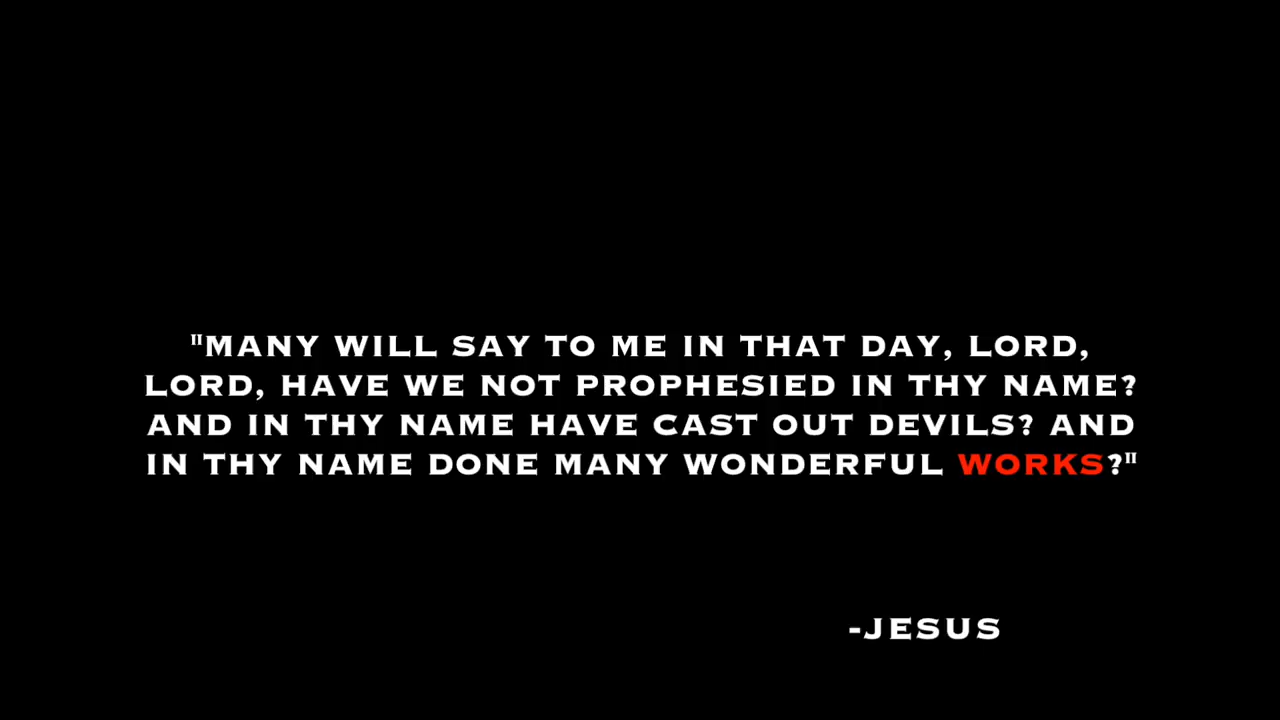 "MANY WILL SAY TO ME IN THAT DAY, LORD,
LORD, HAVE WE NOT PROPHESIED IN THY NAME?
AND IN THY NAME HAVE CAST OUT DEVILS? AND
IN THY NAME DONE MANY WONDERFUL WORKS?"
-JESUS